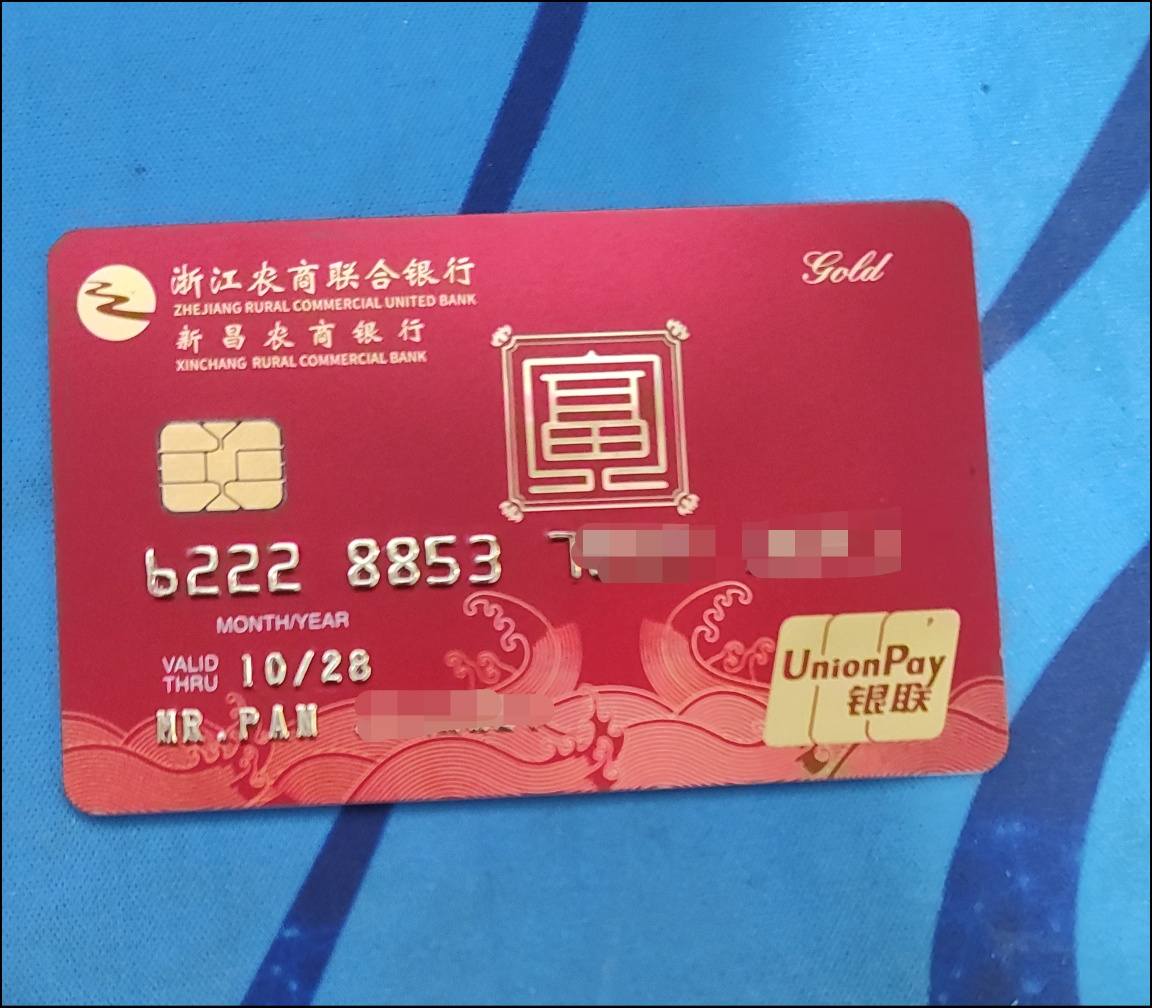 浙江农商联合银行
ZHEJIANG RURAL COMMERCIAL UNITED BANK
新昌农商银行
XINCHANG RURAL COMMERCIAL BANK
Gold
富
6222 8853
MONTH/YEAR
VALID THRU 10/28
MR.PAN
UnionPay
银联